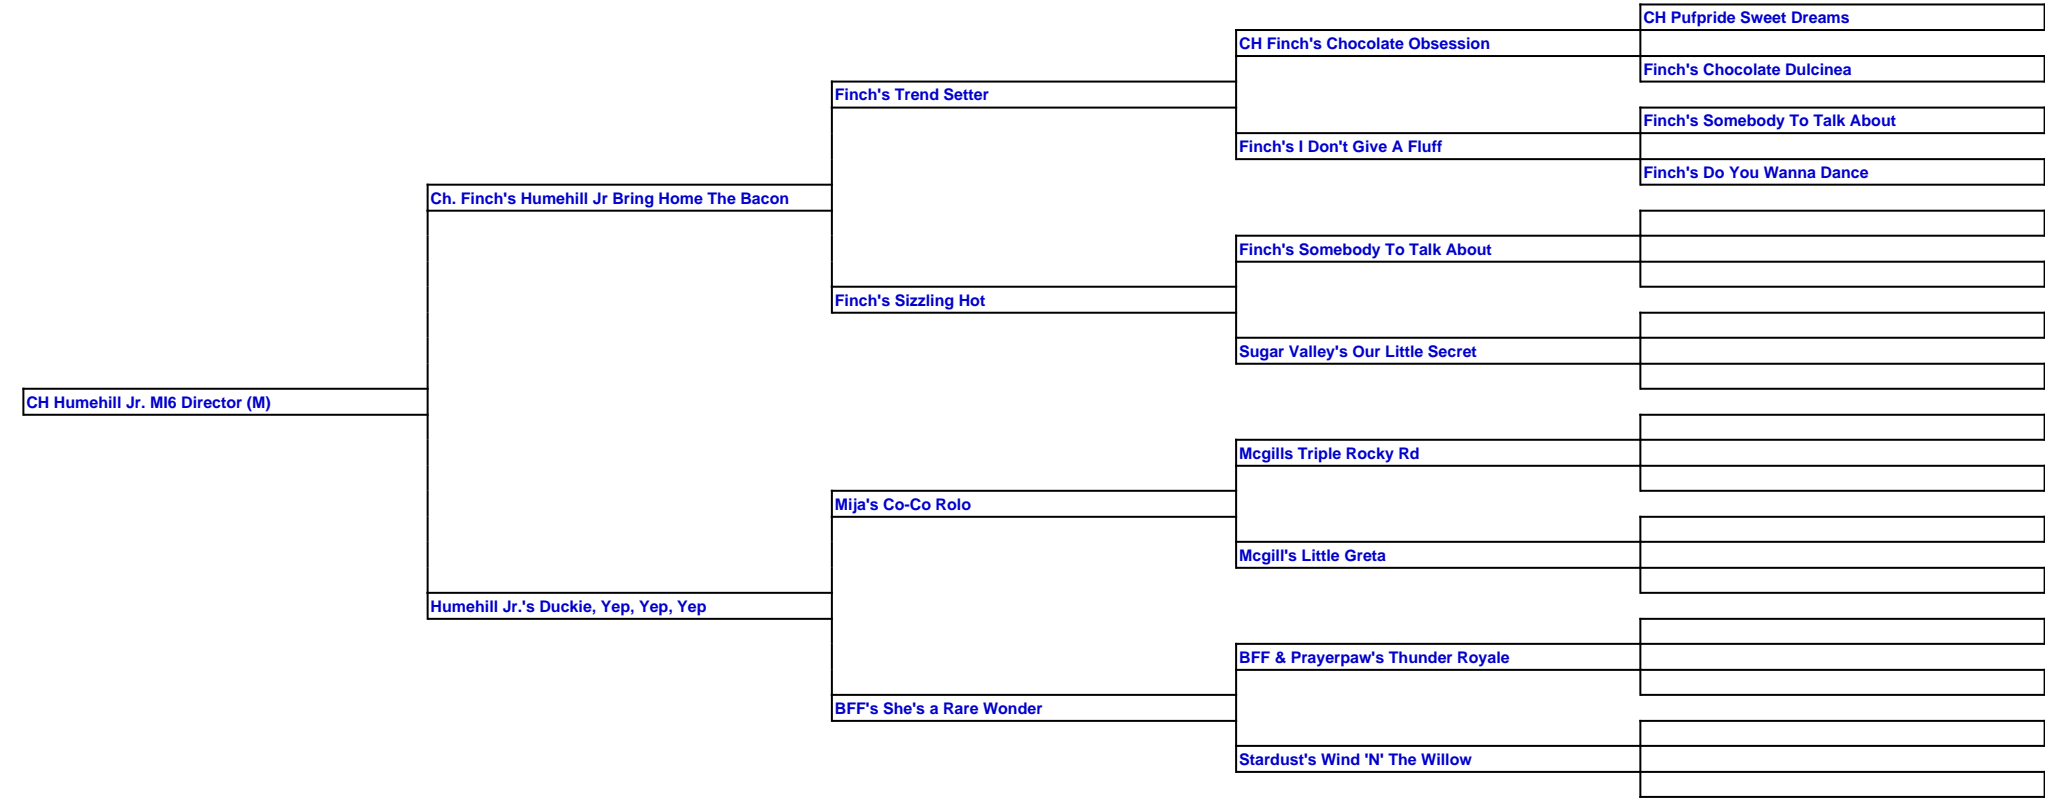 CH Pufpride Sweet Dreams
CH Finch's Chocolate Obsession
Finch's Chocolate Dulcinea
Finch's Trend Setter
Finch's Somebody To Talk About
Finch's I Don't Give A Fluff
Finch's Do You Wanna Dance
Ch. Finch's Humehill Jr Bring Home The Bacon
Finch's Somebody To Talk About
Finch's Sizzling Hot
Sugar Valley's Our Little Secret
CH Humehill Jr. MI6 Director (M)
Mcgills Triple Rocky Rd
Mija's Co-Co Rolo
Mcgill's Little Greta
Humehill Jr.'s Duckie, Yep, Yep, Yep
BFF & Prayerpaw's Thunder Royale
BFF's She's a Rare Wonder
Stardust's Wind 'N' The Willow